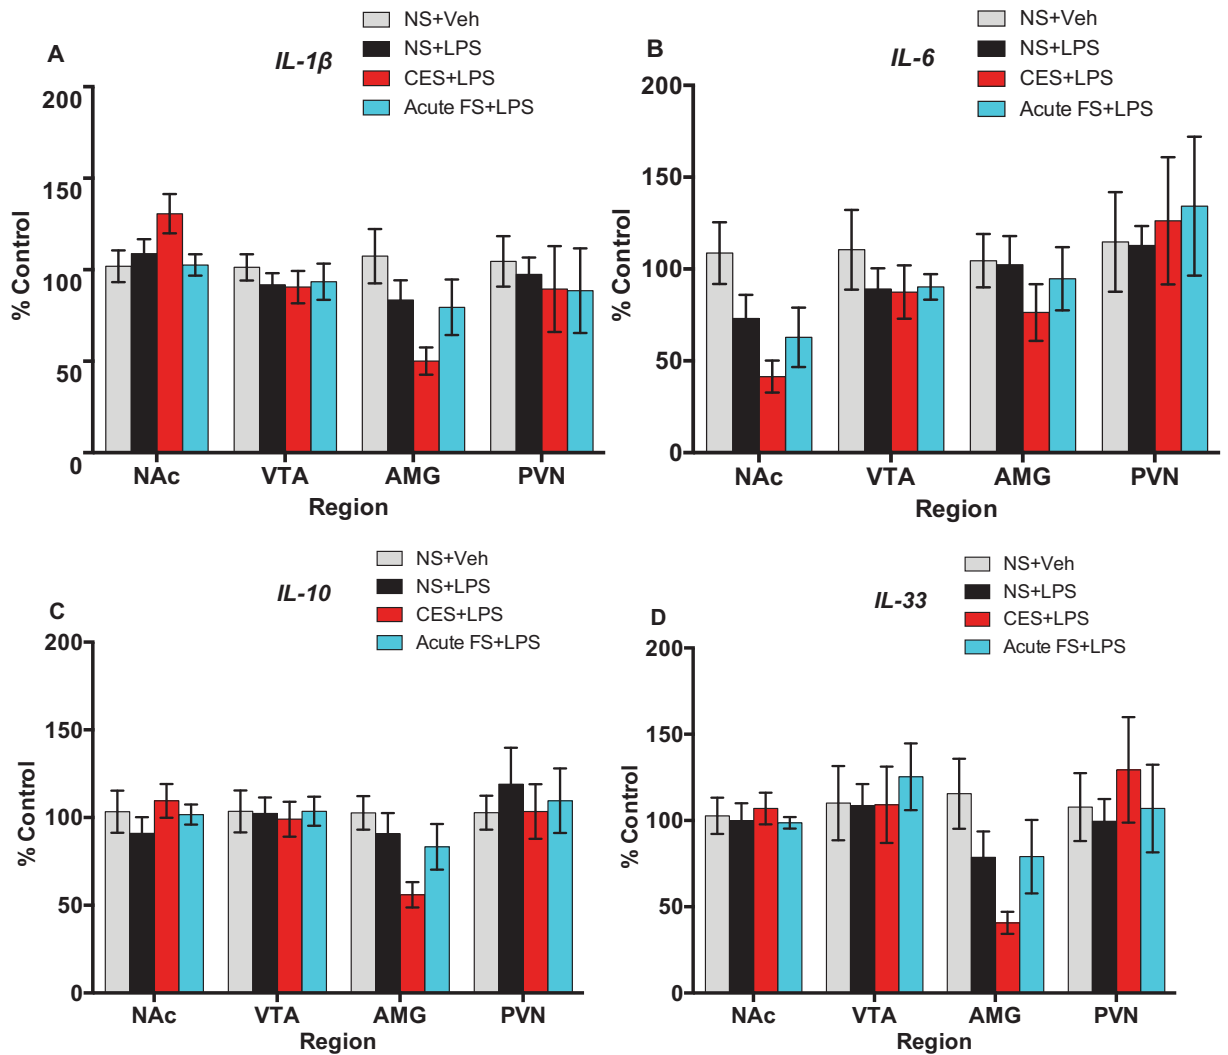 A
IL-1β
NS+Veh
NS+LPS
CES+LPS
Acute FS+LPS
% Control
200
150
100
50
0
NAc VTA AMG PVN
Region
B
IL-6
NS+Veh
NS+LPS
CES+LPS
Acute FS+LPS
% Control
200
150
100
50
0
NAc VTA AMG PVN
Region
C
IL-10
NS+Veh
NS+LPS
CES+LPS
Acute FS+LPS
% Control
200
150
100
50
0
NAc VTA AMG PVN
Region
D
IL-33
NS+Veh
NS+LPS
CES+LPS
Acute FS+LPS
% Control
200
150
100
50
0
NAc VTA AMG PVN
Region